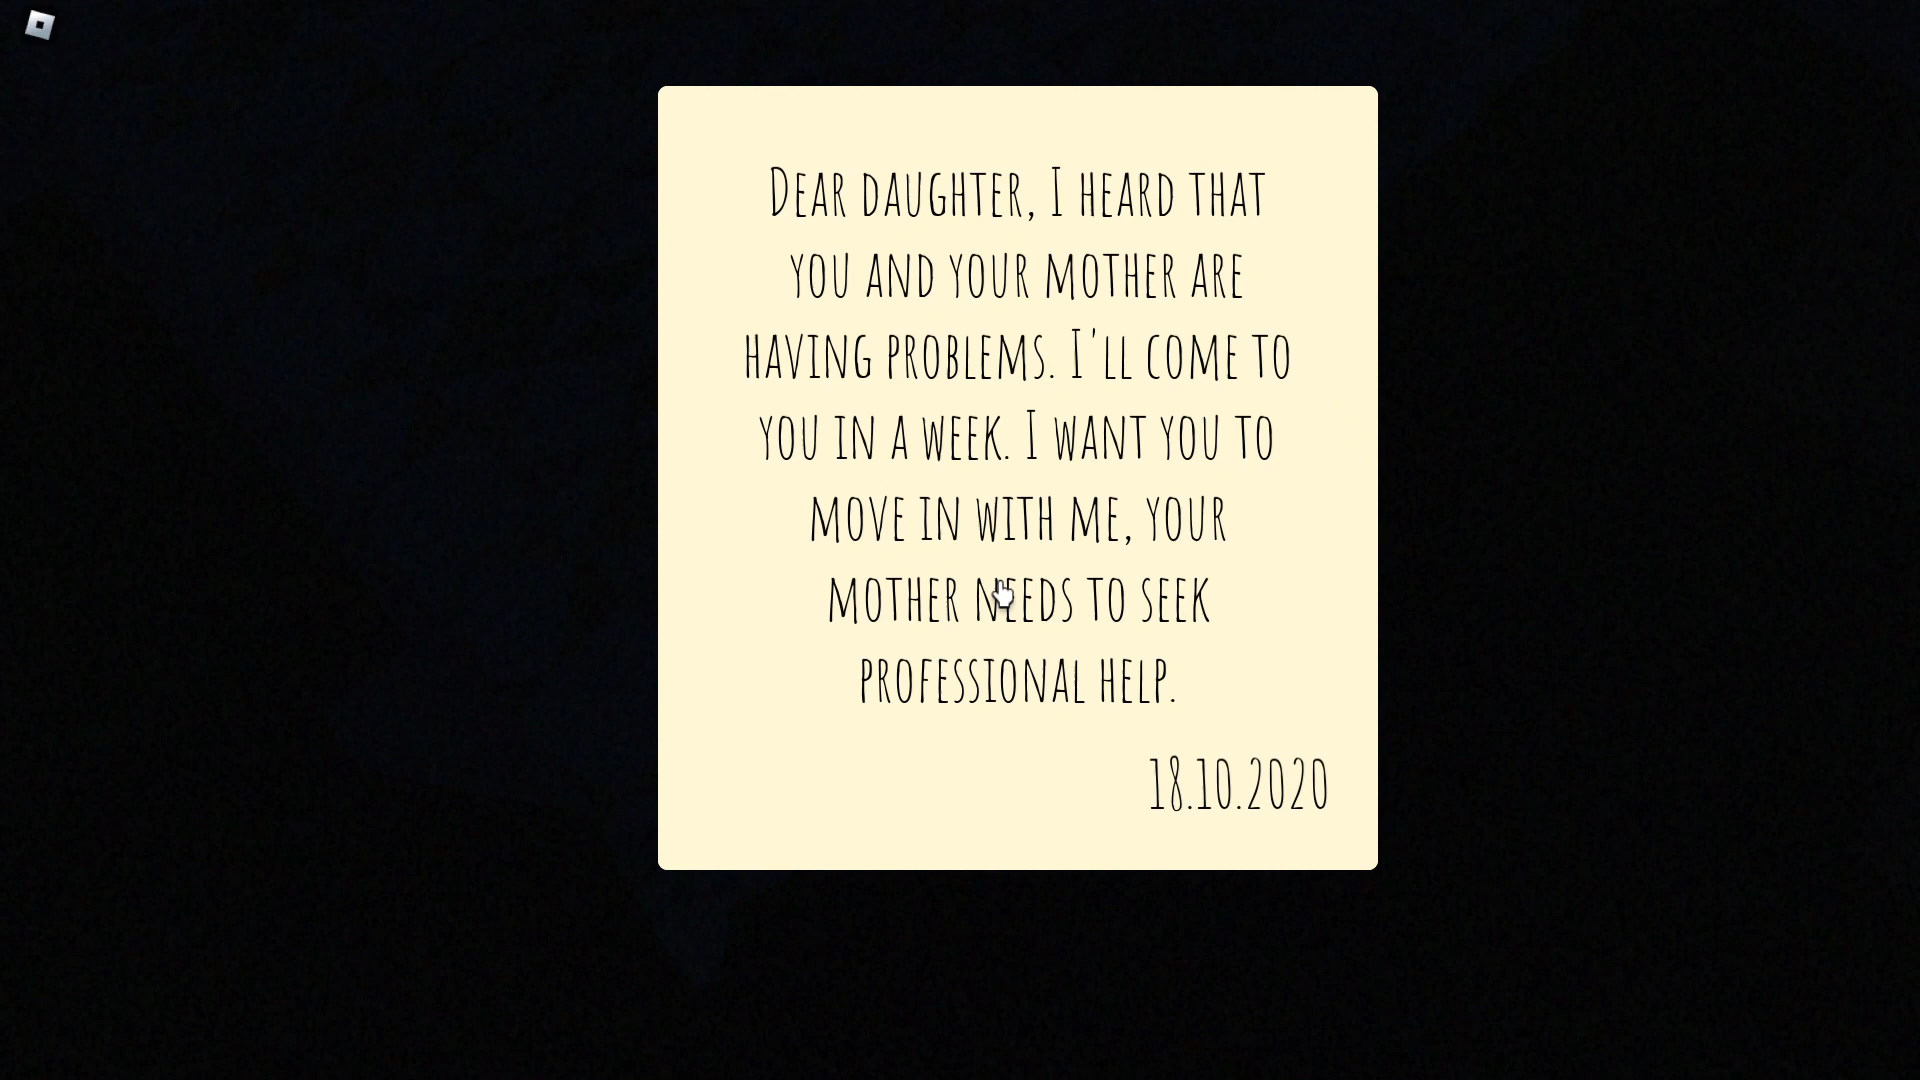 Dear daughter, I heard that
you and your mother are
having problems. I'll come to
you in a week. I want you to
move in with me, your
mother needs to seek
professional help.
18.10.2020